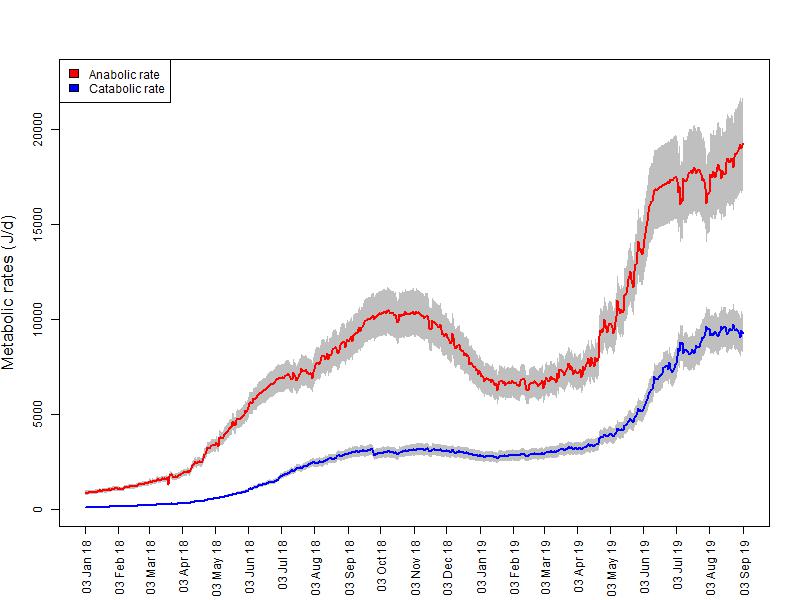 Anabolic rate
Catabolic rate
Metabolic rates (J/d)
20000
15000
10000
5000
0
03 Jan 18
03 Feb 18
03 Mar 18
03 Apr 18
03 May 18
03 Jun 18
03 Jul 18
03 Aug 18
03 Sep 18
03 Oct 18
03 Nov 18
03 Dec 18
03 Jan 19
03 Feb 19
03 Mar 19
03 Apr 19
03 May 19
03 Jun 19
03 Jul 19
03 Aug 19
03 Sep 19